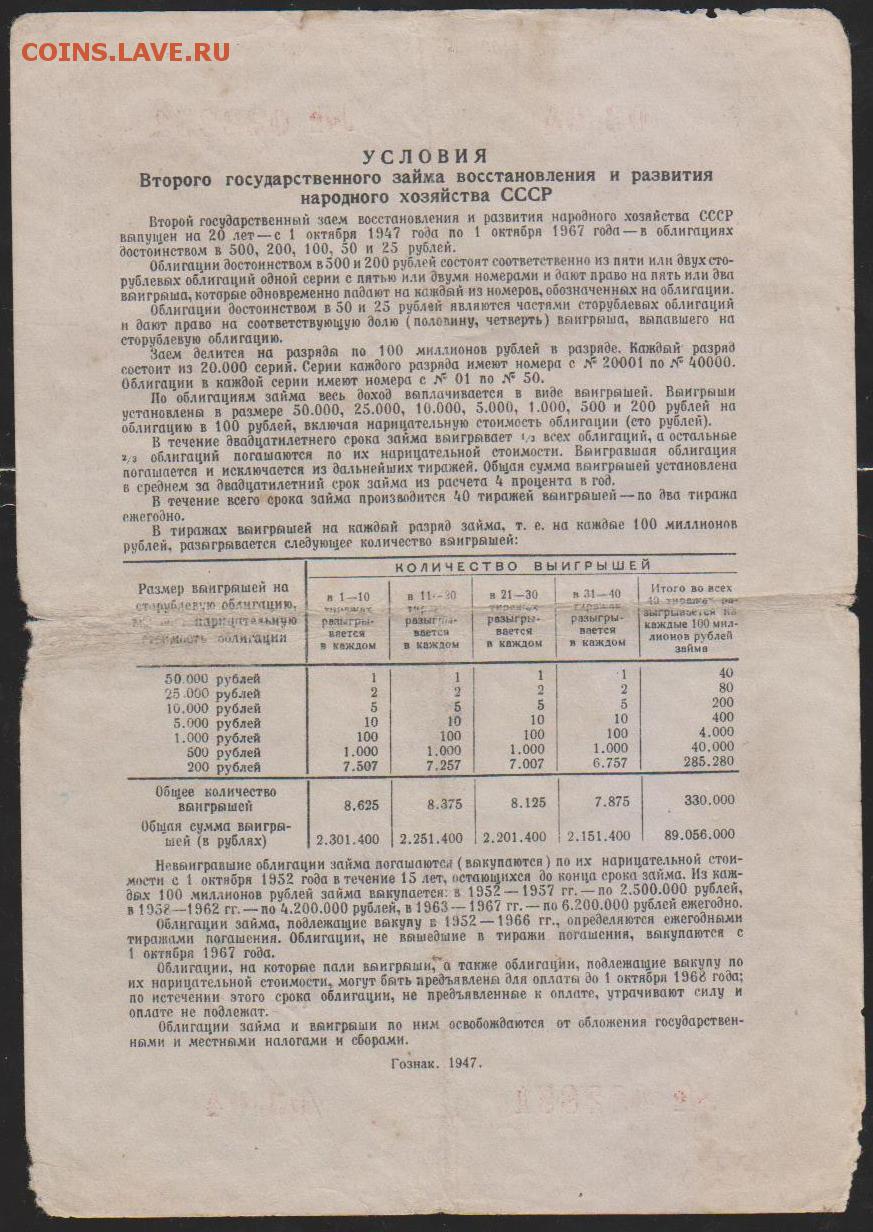 COINS.LAVE.RU
УСЛОВИЯ
Второго государственного займа восстановления и развития
народного хозяйства СССР
Второй государственный заем восстановления и развития народного хозяйства СССР
выпущен на 20 лет — с 1 октября 1947 года по 1 октября 1967 года — в облигациях
достоинством в 500, 200, 100, 50 и 25 рублей.
Облигации достоинством в 500 и 200 рублей состоят соответственно из пяти или двух сто-
рублевых облигаций одной серии с пятью или двумя номерами и дают право на пять или два
выигрыша, которые одновременно падают на каждый из номеров, обозначенных на облигации.
Облигации достоинством в 50 и 25 рублей являются частями сторублевых облигаций
и дают право на соответствующую долю (половину, четверть) выигрыша, выпавшего на
сторублевую облигацию.
Заем делится на разряды по 100 миллионов рублей в разряде. Каждый разряд
состоит из 20.000 серий. Серии каждого разряда имеют номера с № 20001 по № 40000.
Облигации в каждой серии имеют номера с № 01 по № 50.
По облигациям займа весь доход выплачивается в виде выигрышей. Выигрыши
установлены в размере 50.000, 25.000, 10.000, 5.000, 1.000, 500 и 200 рублей на
облигацию в 100 рублей, включая нарицательную стоимость облигации (сто рублей).
В течение двадцатилетнего срока займа выигрывает 1/3 всех облигаций, а остальные
2/3 облигаций погашаются по их нарицательной стоимости. Выигравшая облигация
погашается и исключается из дальнейших тиражей. Общая сумма выигрышей установлена
в среднем за двадцатилетний срок займа из расчета 4 процента в год.
В течение всего срока займа производится 40 тиражей выигрышей — по два тиража
ежегодно.
В тиражах выигрышей на каждый разряд займа, т. е. на каждые 100 миллионов
рублей, разыгрывается следующее количество выигрышей:
КОЛИЧЕСТВО ВЫИГРЫШЕЙ
Размер выигрышей на
сторублевую облигацию,
нарицательную
стоимость облигации
в 1—10
тиражах
разыгры-
вается
в каждом
в 11—20
разыгры-
вается
в каждом
в 21—30
тиражах
разыгры-
вается
в каждом
в 31—40
тиражах
разыгры-
вается
в каждом
Итого во всех
40 тиражах ра-
зыгрывается на
каждые 100 мил-
лионов рублей
займа
50.000 рублей 1 1 1 1 40
25.000 рублей 2 2 2 2 80
10.000 рублей 5 5 5 5 200
5.000 рублей 10 10 10 10 400
1.000 рублей 100 100 100 100 4.000
500 рублей 1.000 1.000 1.000 1.000 40.000
200 рублей 7.507 7.257 7.007 6.757 285.280
Общее количество
выигрышей 8.625 8.375 8.125 7.875 330.000
Общая сумма выигры-
шей (в рублях) 2.301.400 2.251.400 2.201.400 2.151.400 89.056.000
Невыигравшие облигации займа погашаются (выкупаются) по их нарицательной стои-
мости с 1 октября 1952 года в течение 15 лет, остающихся до конца срока займа. Из каж-
дых 100 миллионов рублей займа выкупается: в 1952 — 1957 гг. — по 2.500.000 рублей,
в 1958—1962 гг. — по 4.200.000 рублей, в 1963 — 1967 гг. — по 6.200.000 рублей ежегодно.
Облигации займа, подлежащие выкупу в 1952 — 1966 гг., определяются ежегодными
тиражами погашения. Облигации, не вышедшие в тиражи погашения, выкупаются с
1 октября 1967 года.
Облигации, на которые пали выигрыши, а также облигации, подлежащие выкупу по
их нарицательной стоимости, могут быть предъявлены для оплаты до 1 октября 1968 года;
по истечении этого срока облигации, не предъявленные к оплате, утрачивают силу и
оплате не подлежат.
Облигации займа и выигрыши по ним освобождаются от обложения государствен-
ными и местными налогами и сборами.
Гознак. 1947.